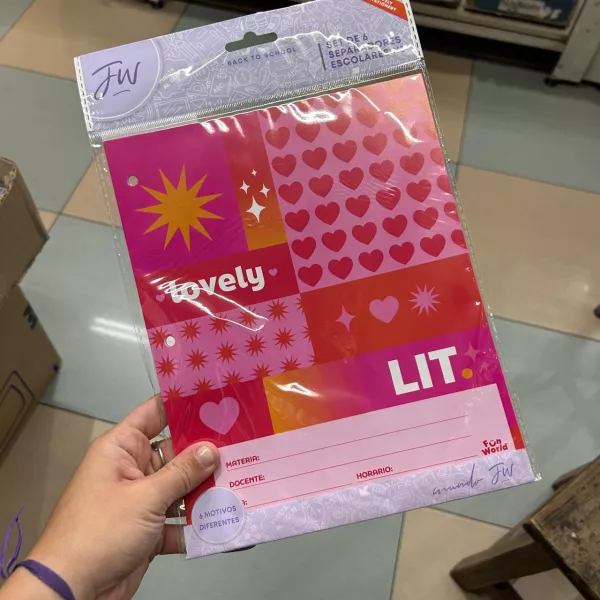 FW
BACK TO SCHOOL
SET DE 6
SEPARADORES
ESCOLARES
lovely
LIT.
MATERIA:
DOCENTE:
HORARIO:
Fun
World
mundo FW
6 MOTIVOS
DIFERENTES